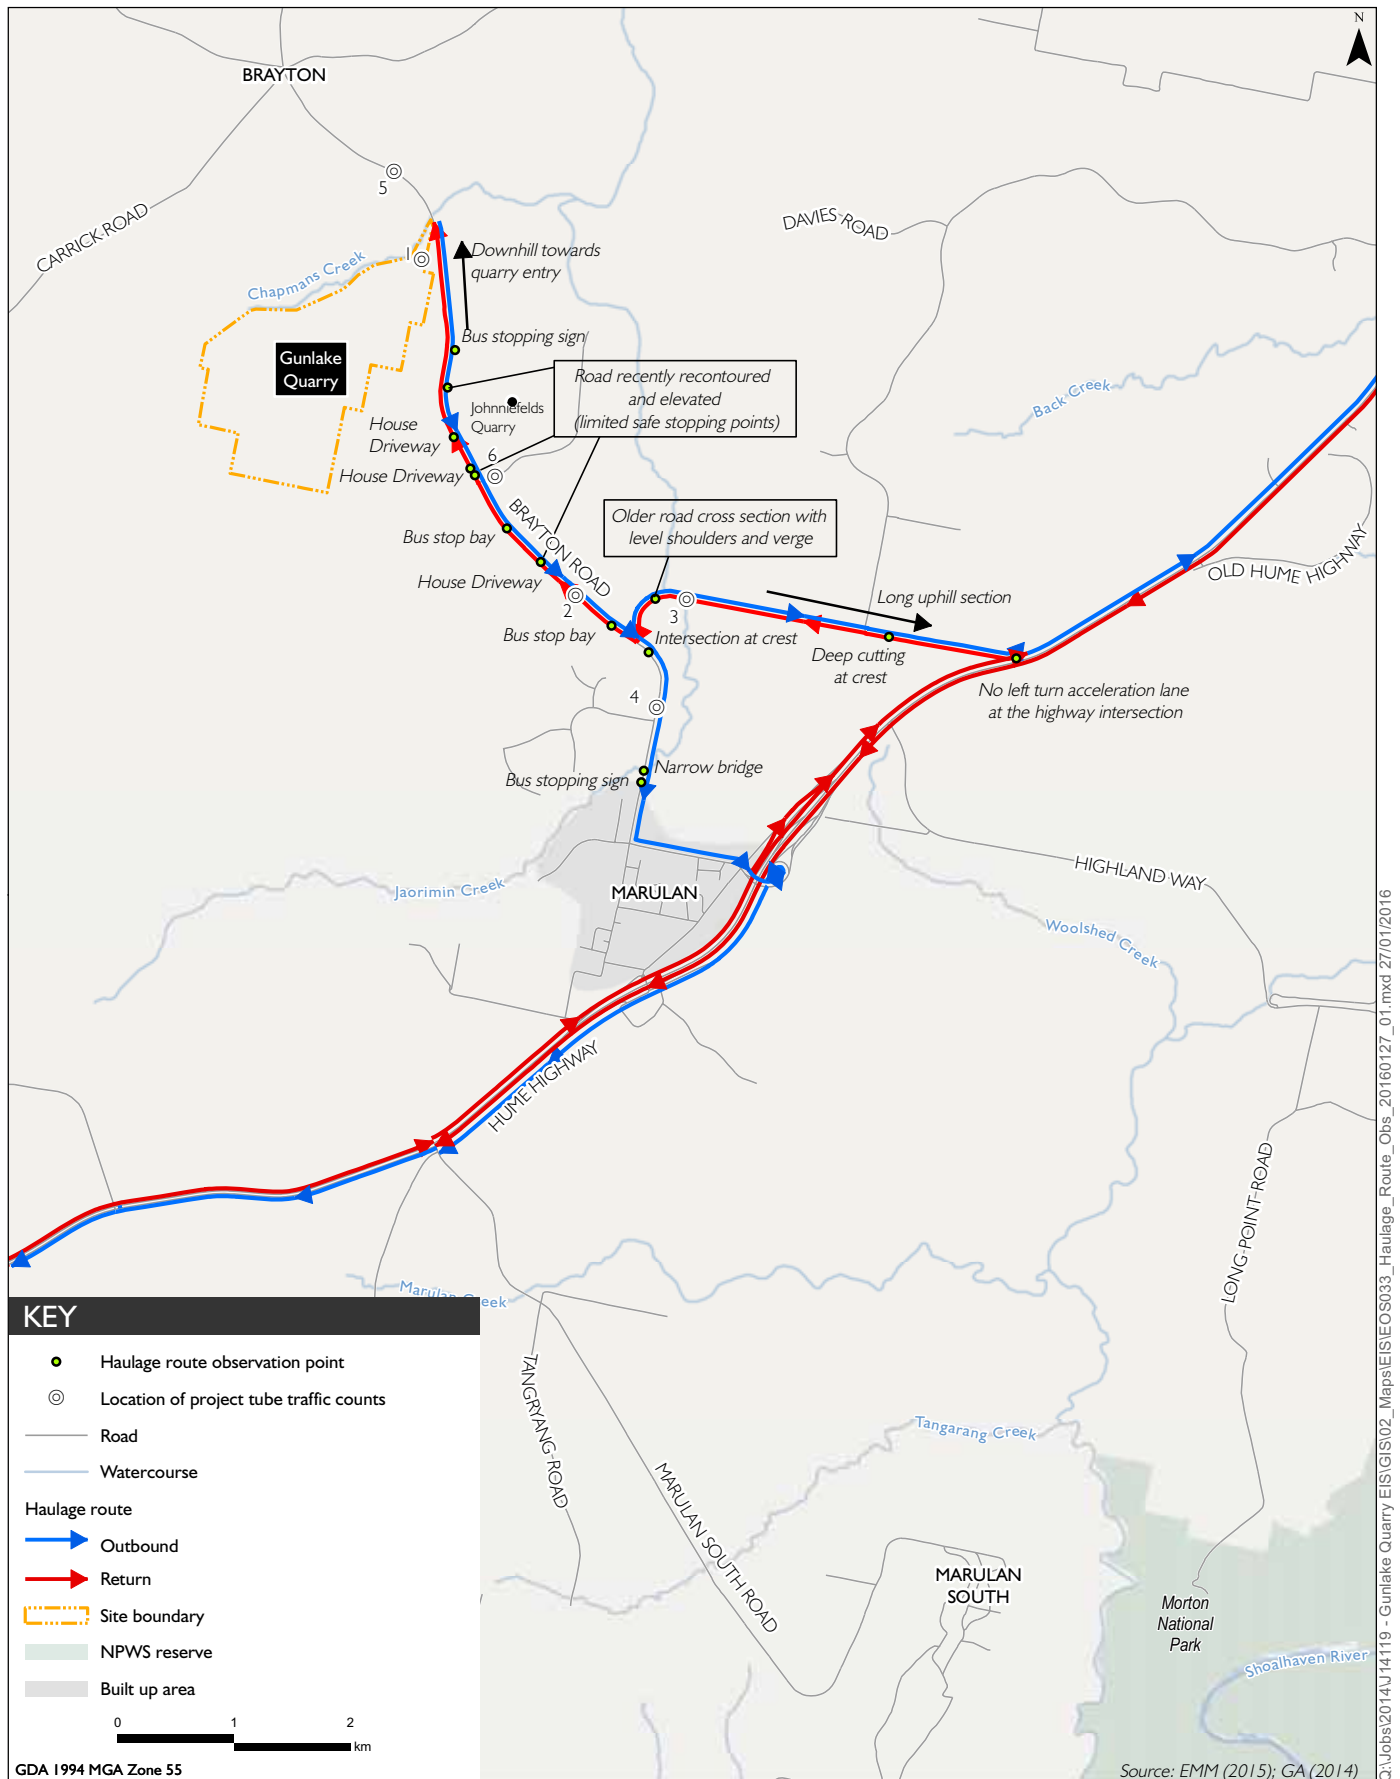 N
BRAYTON
5
CARRICK ROAD
DAVIES ROAD
1
Chapmans Creek
Downhill towards
quarry entry
Bus stopping sign
Gunlake
Quarry
Road recently recontoured
and elevated
(limited safe stopping points)
Back Creek
Johnniefelds
Quarry
House
Driveway
6
House Driveway
BRAYTON ROAD
Older road cross section with
level shoulders and verge
Bus stop bay
House Driveway
OLD HUME HIGHWAY
2
3
Long uphill section
Bus stop bay
Intersection at crest
Deep cutting
at crest
4
No left turn acceleration lane
at the highway intersection
Narrow bridge
Bus stopping sign
HIGHLAND WAY
Jaorimin Creek
MARULAN
Woolshed Creek
HUME HIGHWAY
LONG POINT ROAD
Marulan Creek
TANGRYANG ROAD
Tangarang Creek
MARULAN SOUTH ROAD
MARULAN
SOUTH
Morton
National
Park
Shoalhaven River
KEY
Haulage route observation point
Location of project tube traffic counts
Road
Watercourse
Haulage route
Outbound
Return
Site boundary
NPWS reserve
Built up area
0 1 2
km
GDA 1994 MGA Zone 55
Source: EMM (2015); GA (2014)
Q:\Jobs\2014\J14119 - Gunlake Quarry EIS\GIS\02_Maps\EIS\EOS033_Haulage_Route_Obs_20160127_01.mxd 27/01/2016